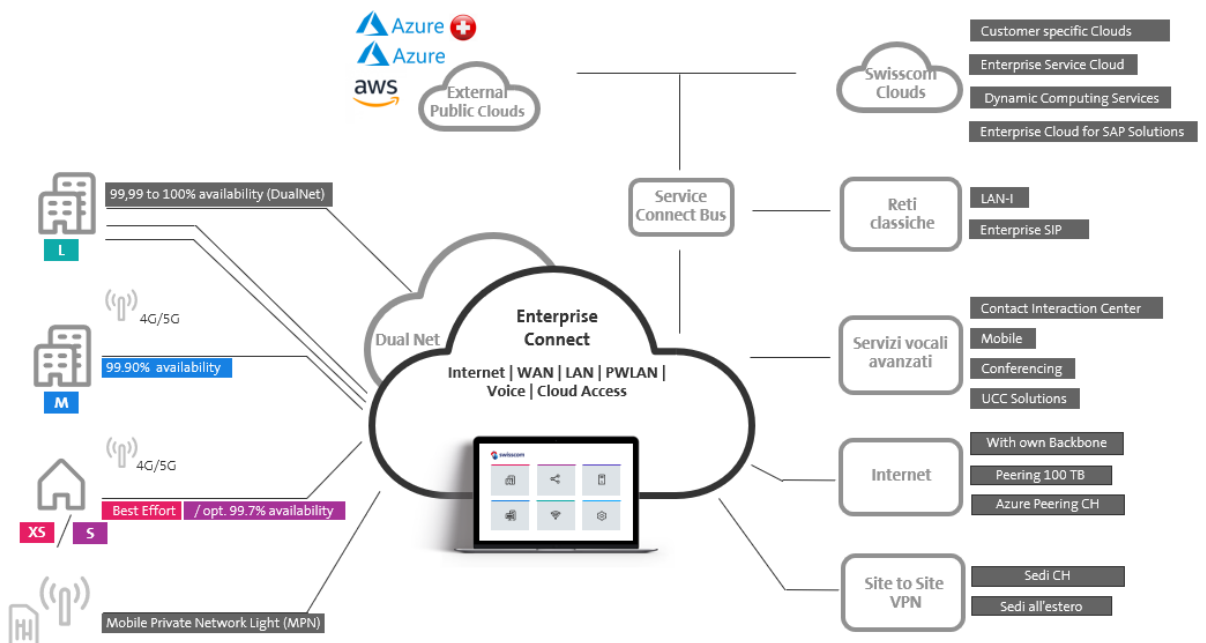 Azure
Azure
aws
External
Public Clouds
Swisscom
Clouds
Customer specific Clouds
Enterprise Service Cloud
Dynamic Computing Services
Enterprise Cloud for SAP Solutions
99,99 to 100% availability (DualNet)
L
4G/5G
99.90% availability
M
4G/5G
Best Effort
/ opt. 99.7% availability
XS
S
Mobile Private Network Light (MPN)
Dual Net
Enterprise
Connect
Internet | WAN | LAN | PWLAN |
Voice | Cloud Access
swisscom
Service
Connect Bus
Reti
classiche
LAN-I
Enterprise SIP
Servizi vocali
avanzati
Contact Interaction Center
Mobile
Conferencing
UCC Solutions
Internet
With own Backbone
Peering 100 TB
Azure Peering CH
Site to Site
VPN
Sedi CH
Sedi all'estero